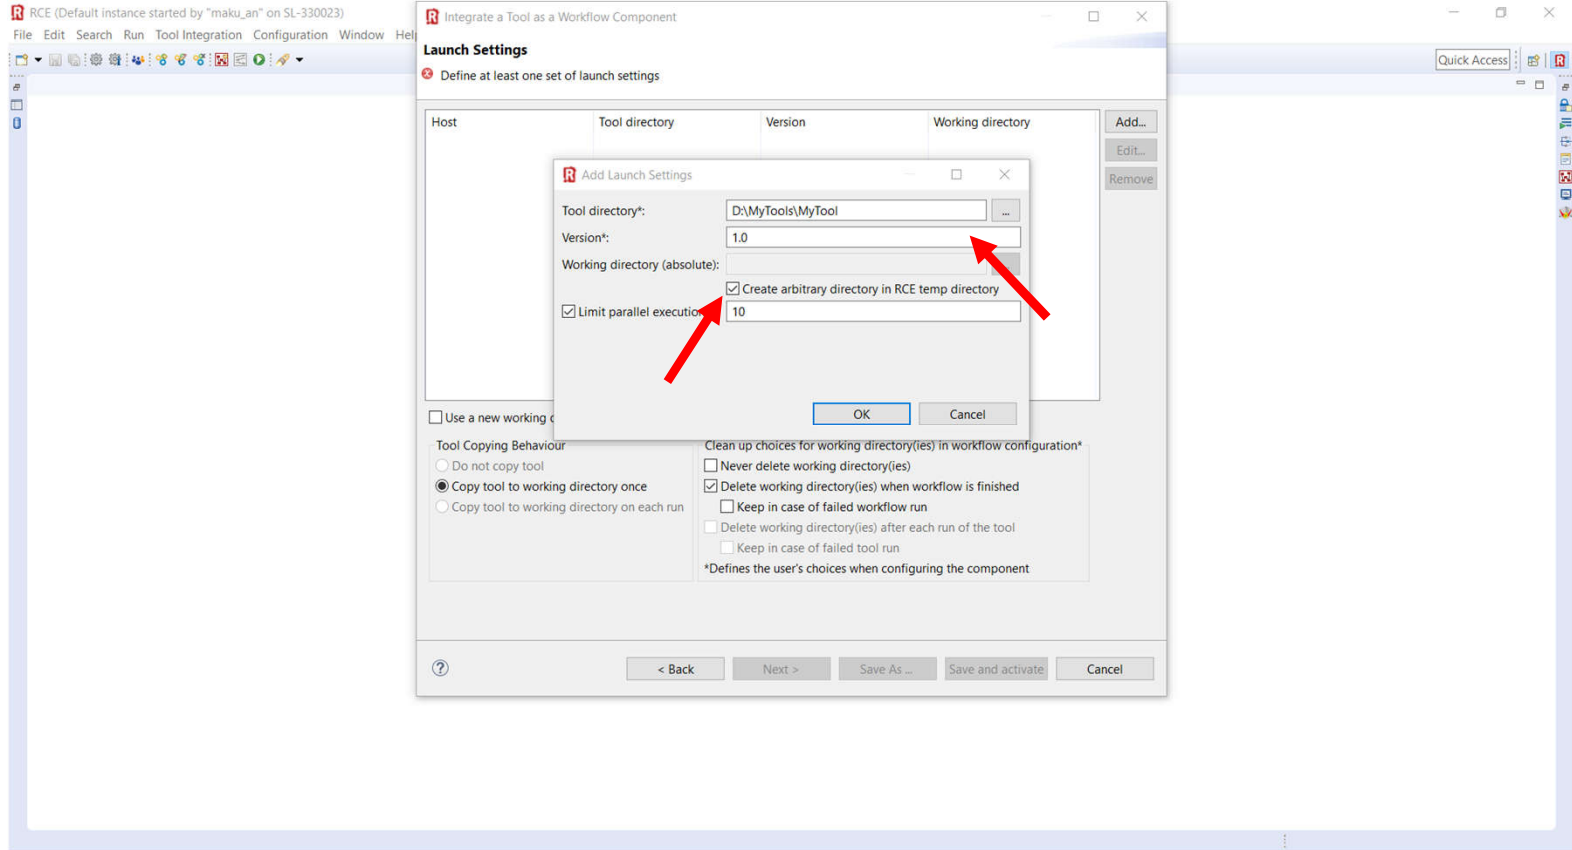 RCE (Default instance started by "maku_an" on SL-330023)
File Edit Search Run Tool Integration Configuration Window Hel
Quick Access
Integrate a Tool as a Workflow Component
Launch Settings
Define at least one set of launch settings
Host Tool directory Version Working directory
Add...
Edit...
Remove
Add Launch Settings
Tool directory*: D:\MyTools\MyTool ...
Version*: 1.0
Working directory (absolute):
Create arbitrary directory in RCE temp directory
Limit parallel executio 10
OK Cancel
Use a new working
Tool Copying Behaviour
Do not copy tool
Copy tool to working directory once
Copy tool to working directory on each run
Clean up choices for working directory(ies) in workflow configuration*
Never delete working directory(ies)
Delete working directory(ies) when workflow is finished
Keep in case of failed workflow run
Delete working directory(ies) after each run of the tool
Keep in case of failed tool run
*Defines the user's choices when configuring the component
< Back Next > Save As ... Save and activate Cancel